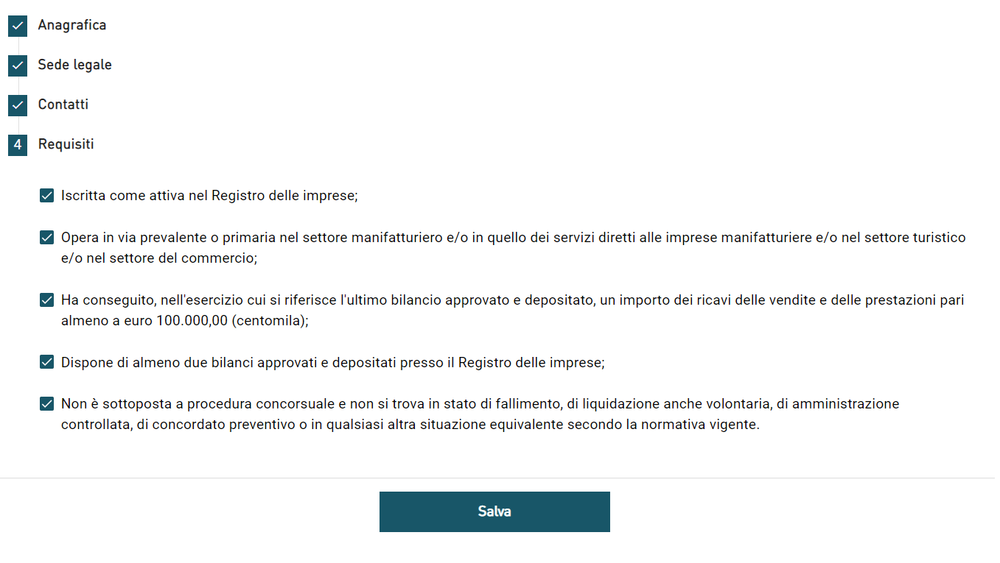 Anagrafica
Sede legale
Contatti
4 Requisiti
Iscritta come attiva nel Registro delle imprese;
Opera in via prevalente o primaria nel settore manifatturiero e/o in quello dei servizi diretti alle imprese manifatturiere e/o nel settore turistico
e/o nel settore del commercio;
Ha conseguito, nell'esercizio cui si riferisce l'ultimo bilancio approvato e depositato, un importo dei ricavi delle vendite e delle prestazioni pari
almeno a euro 100.000,00 (centomila);
Dispone di almeno due bilanci approvati e depositati presso il Registro delle imprese;
Non è sottoposta a procedura concorsuale e non si trova in stato di fallimento, di liquidazione anche volontaria, di amministrazione
controllata, di concordato preventivo o in qualsiasi altra situazione equivalente secondo la normativa vigente.
Salva